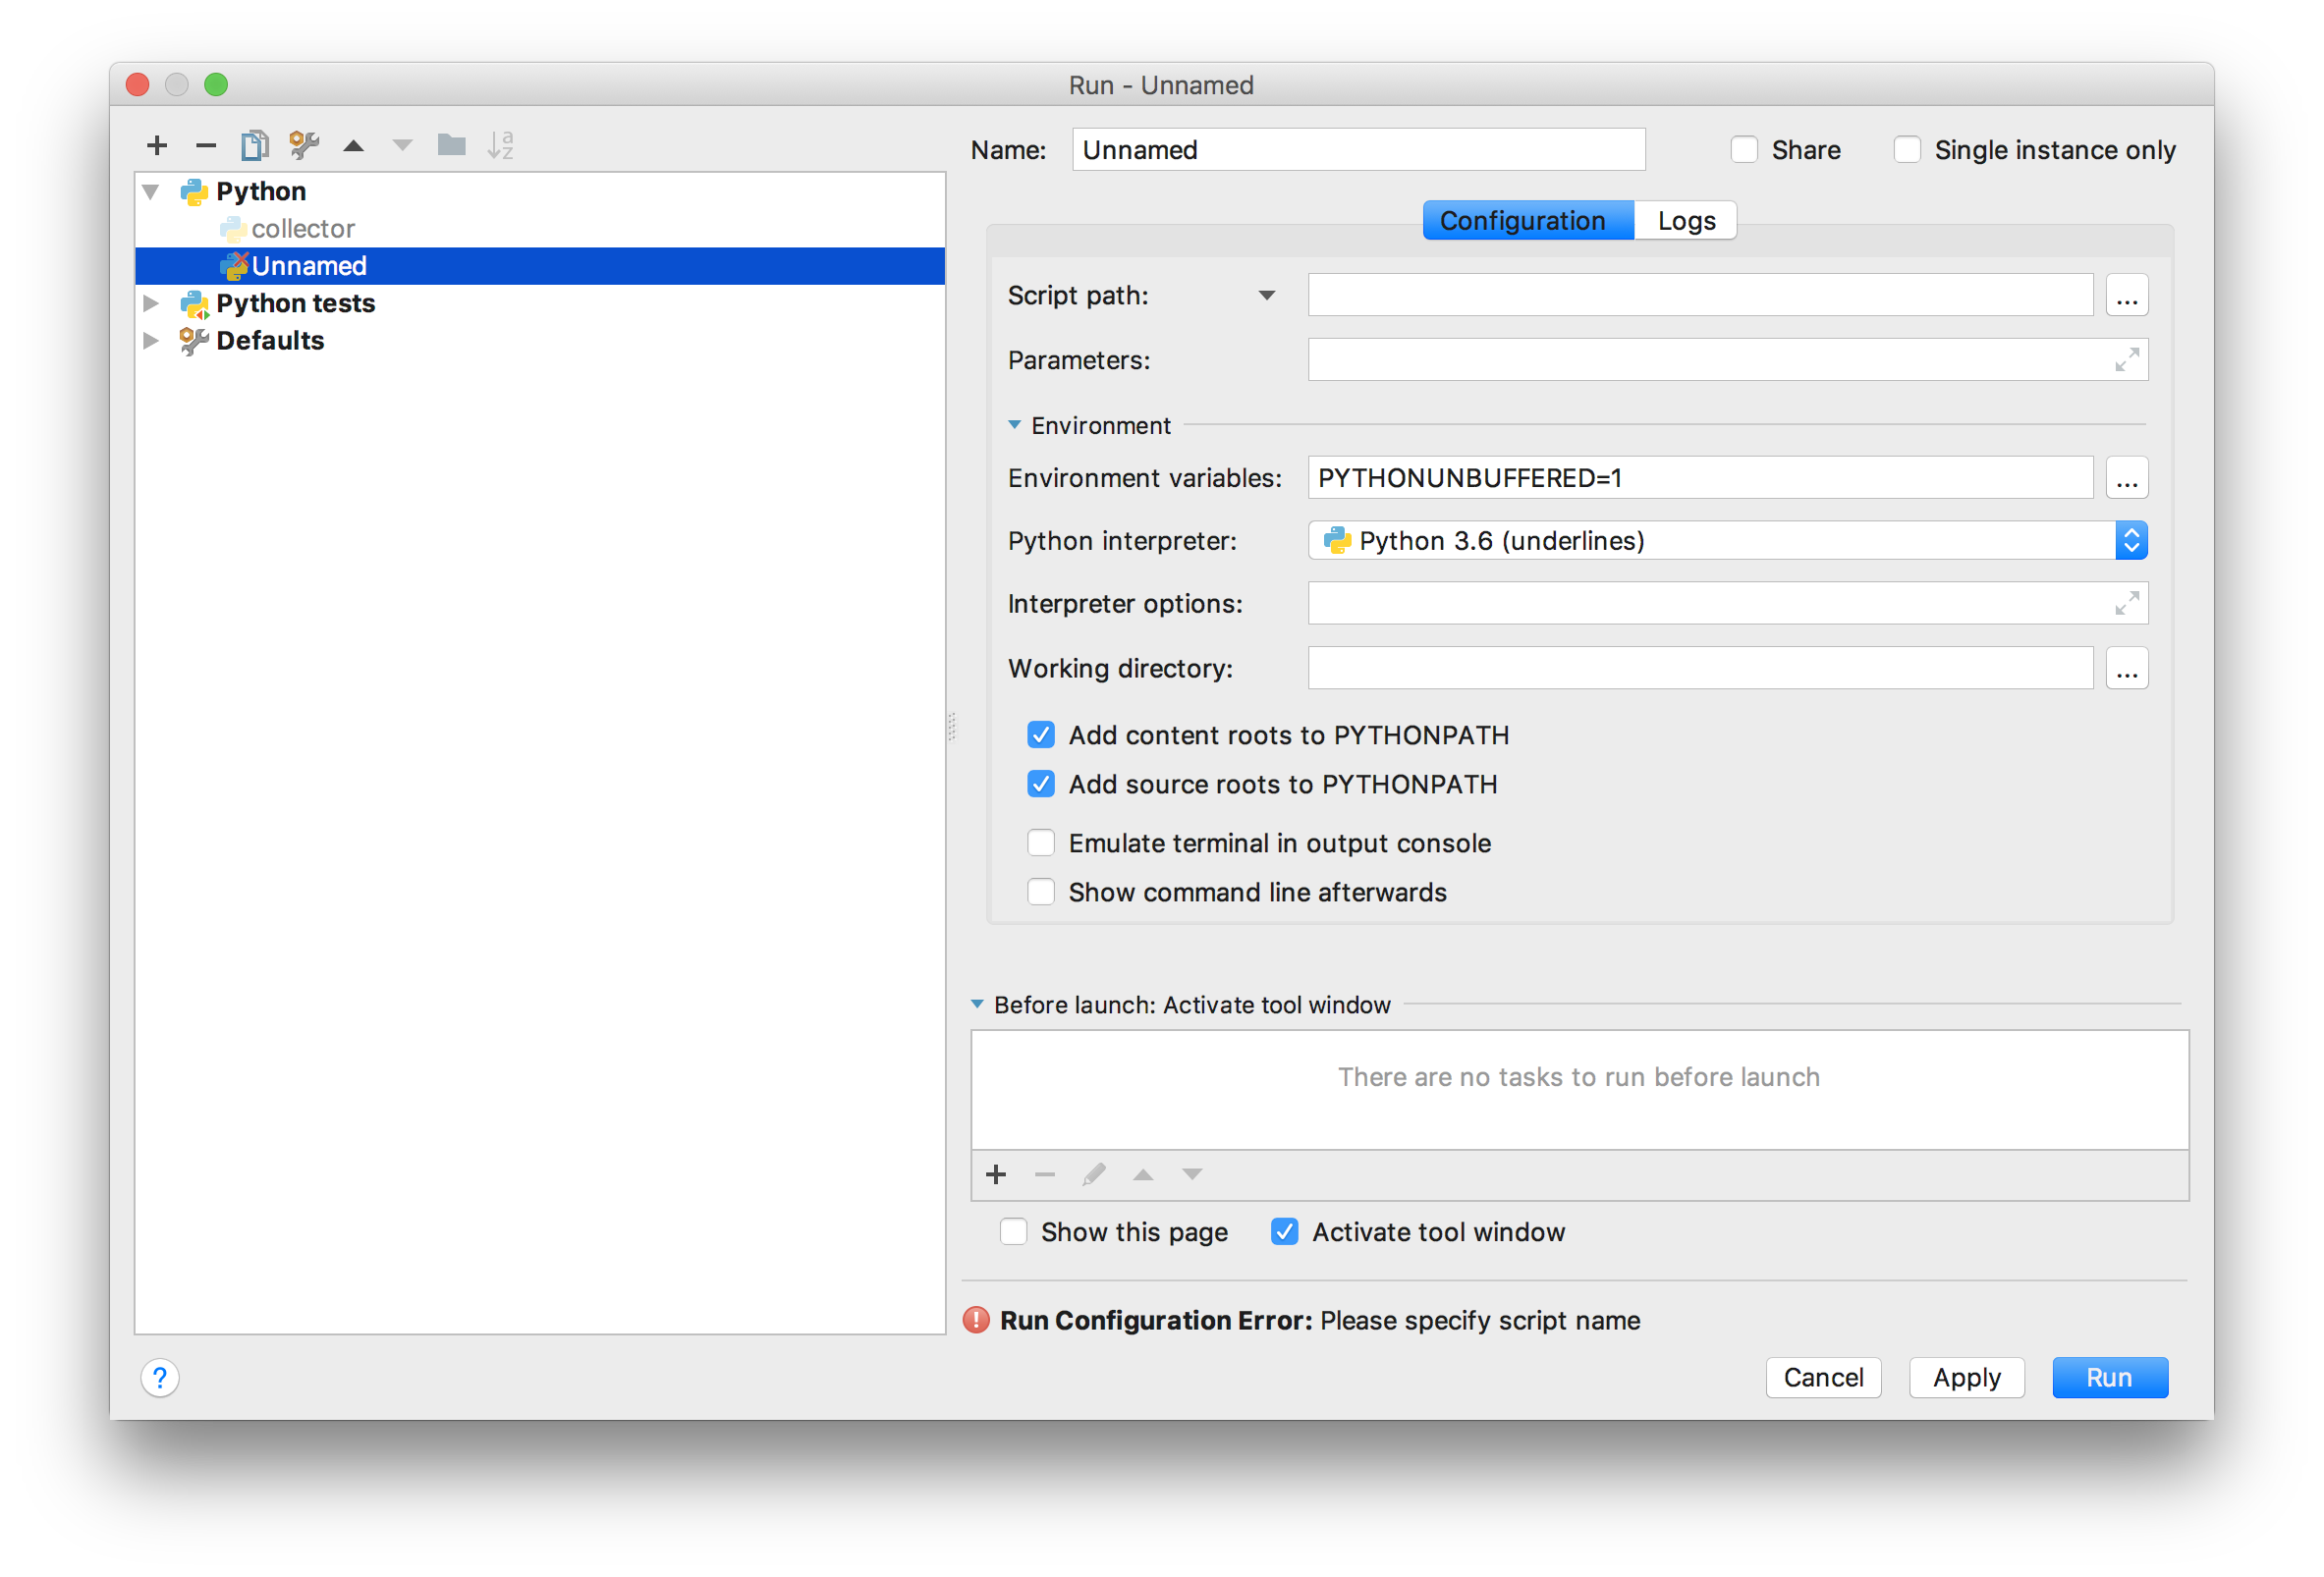 Run - Unnamed
Python
collector
Unnamed
Python tests
Defaults
Name: Unnamed Share Single instance only
Configuration Logs
Script path: ...
Parameters:
Environment
Environment variables: PYTHONUNBUFFERED=1 ...
Python interpreter: Python 3.6 (underlines)
Interpreter options:
Working directory: ...
Add content roots to PYTHONPATH
Add source roots to PYTHONPATH
Emulate terminal in output console
Show command line afterwards
Before launch: Activate tool window
There are no tasks to run before launch
Show this page Activate tool window
Run Configuration Error: Please specify script name
? Cancel Apply Run